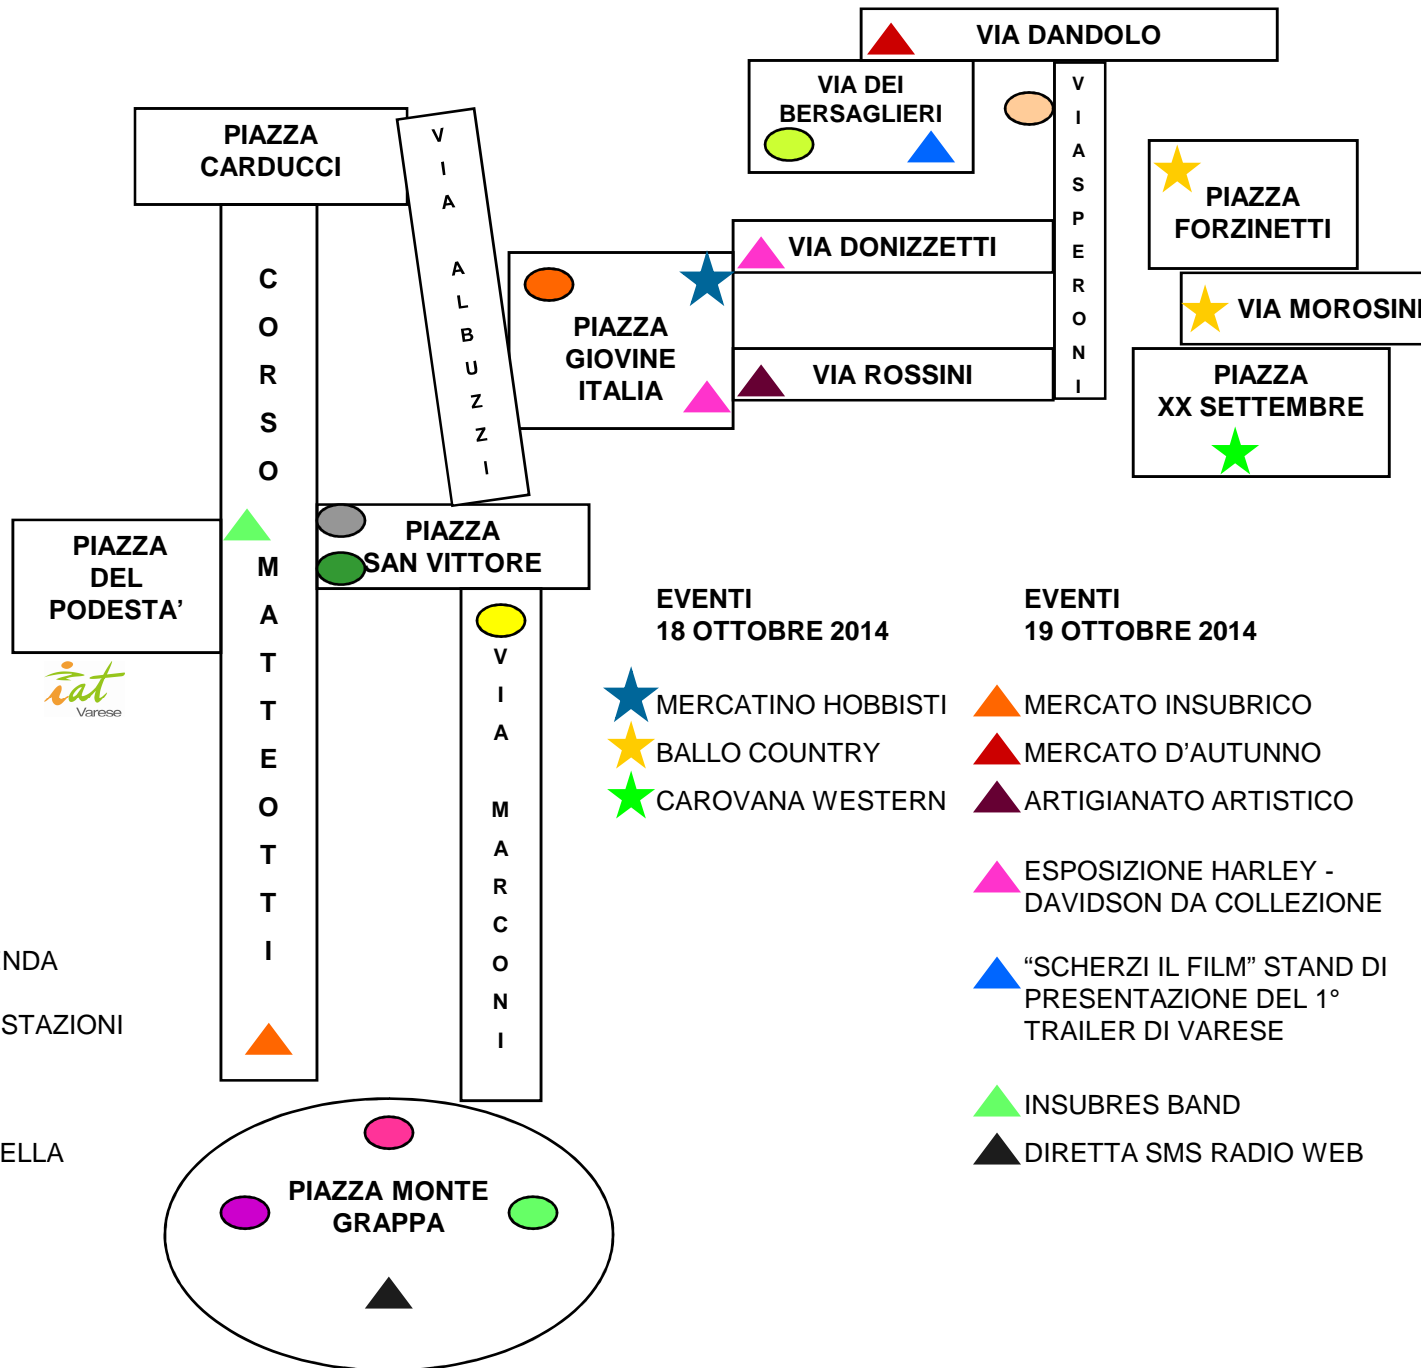 VIA DANDOLO
VIA DEI
BERSAGLIERI
VIA SPERONI
PIAZZA
CARDUCCI
VIA ALBUZZI
PIAZZA
FORZINETTI
VIA DONIZZETTI
VIA MOROSINI
PIAZZA
GIOVINE
ITALIA
VIA ROSSINI
PIAZZA
XX SETTEMBRE
CORSO MATTEOTTI
PIAZZA
DEL
PODESTA’
PIAZZA
SAN VITTORE
iat
Varese
VIA MARCONI
EVENTI
18 OTTOBRE 2014
MERCATINO HOBBISTI
BALLO COUNTRY
CAROVANA WESTERN
EVENTI
19 OTTOBRE 2014
MERCATO INSUBRICO
MERCATO D’AUTUNNO
ARTIGIANATO ARTISTICO
ESPOSIZIONE HARLEY -
DAVIDSON DA COLLEZIONE
“SCHERZI IL FILM” STAND DI
PRESENTAZIONE DEL 1°
TRAILER DI VARESE
INSUBRES BAND
DIRETTA SMS RADIO WEB
NDA
STAZIONI
ELLA
PIAZZA MONTE
GRAPPA